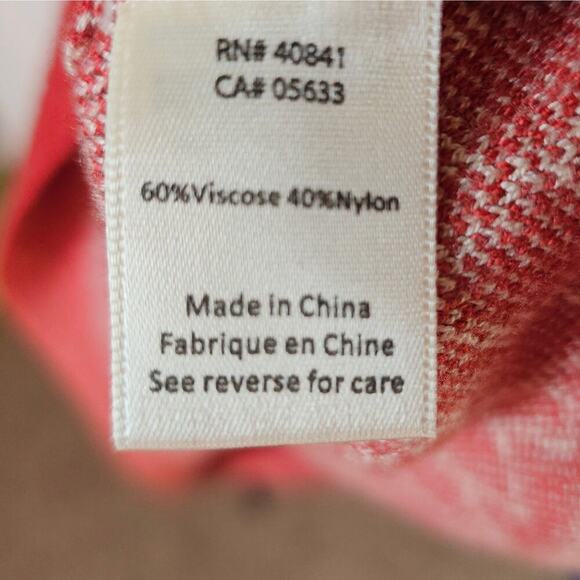 RN# 40841
CA# 05633
60%Viscose 40%Nylon
Made in China
Fabrique en Chine
See reverse for care